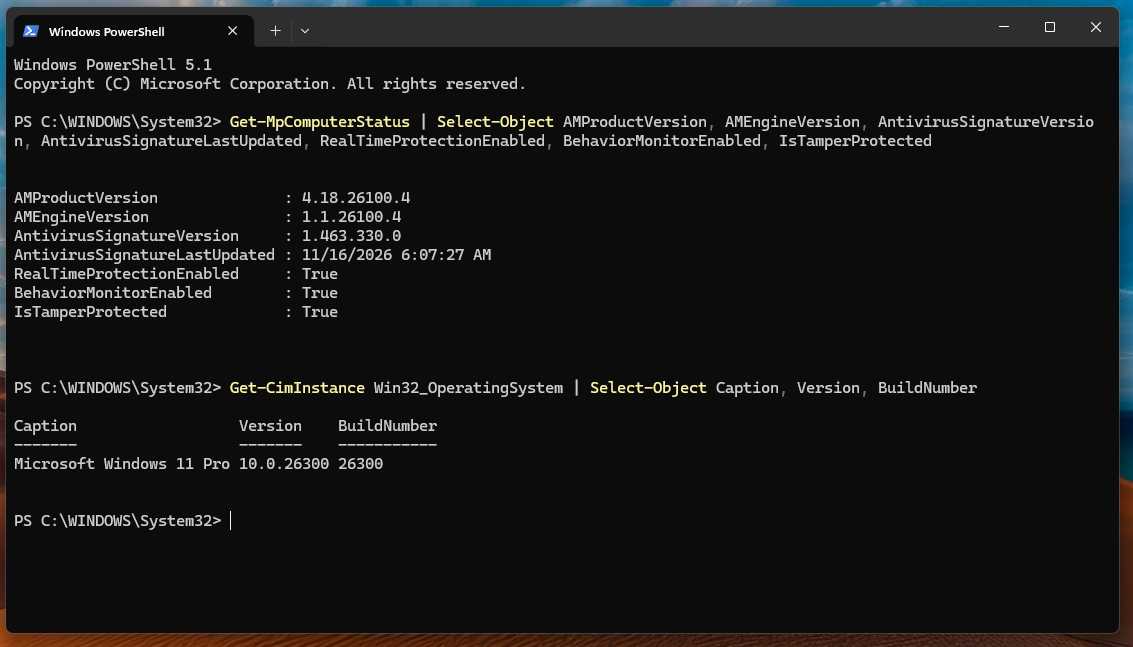 Windows PowerShell
Windows PowerShell 5.1
Copyright (C) Microsoft Corporation. All rights reserved.
PS C:\WINDOWS\System32> Get-MpComputerStatus | Select-Object AMProductVersion, AMEngineVersion, AntivirusSignatureVersio
n, AntivirusSignatureLastUpdated, RealTimeProtectionEnabled, BehaviorMonitorEnabled, IsTamperProtected
AMProductVersion              : 4.18.26100.4
AMEngineVersion               : 1.1.26100.4
AntivirusSignatureVersion     : 1.463.330.0
AntivirusSignatureLastUpdated : 11/16/2026 6:07:27 AM
RealTimeProtectionEnabled     : True
BehaviorMonitorEnabled        : True
IsTamperProtected             : True
PS C:\WINDOWS\System32> Get-CimInstance Win32_OperatingSystem | Select-Object Caption, Version, BuildNumber
Caption                  Version    BuildNumber
-------                  -------    -----------
Microsoft Windows 11 Pro 10.0.26300 26300
PS C:\WINDOWS\System32>